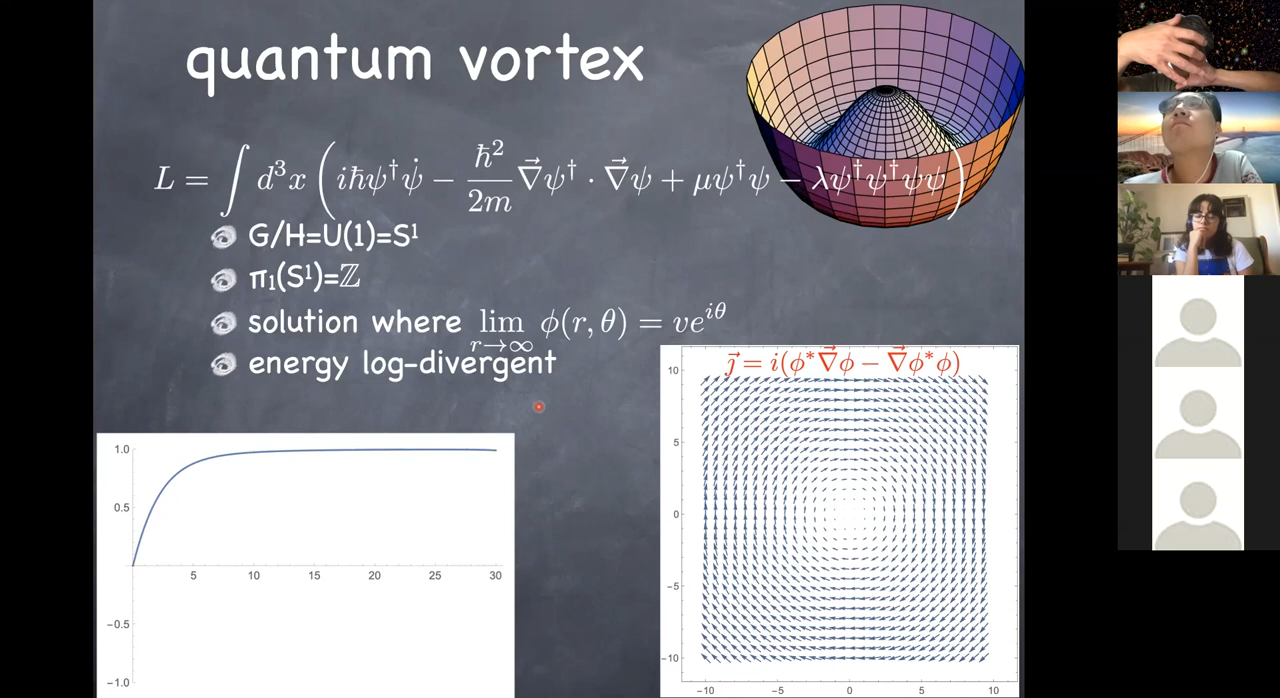 quantum vortex
L = ∫ d³x ( iħψ†ψ̇ − ħ²/2m ∇⃗ψ† · ∇⃗ψ + μψ†ψ − λψ†ψ†ψψ )
G/H=U(1)=S¹
π₁(S¹)=ℤ
solution where lim r→∞ ϕ(r, θ) = ve^{iθ}
energy log-divergent
1.0
0.5
5 10 15 20 25 30
−0.5
−1.0
j⃗ = i(ϕ*∇⃗ϕ − ∇⃗ϕ*ϕ)
10
5
0
−5
−10
−10 −5 0 5 10